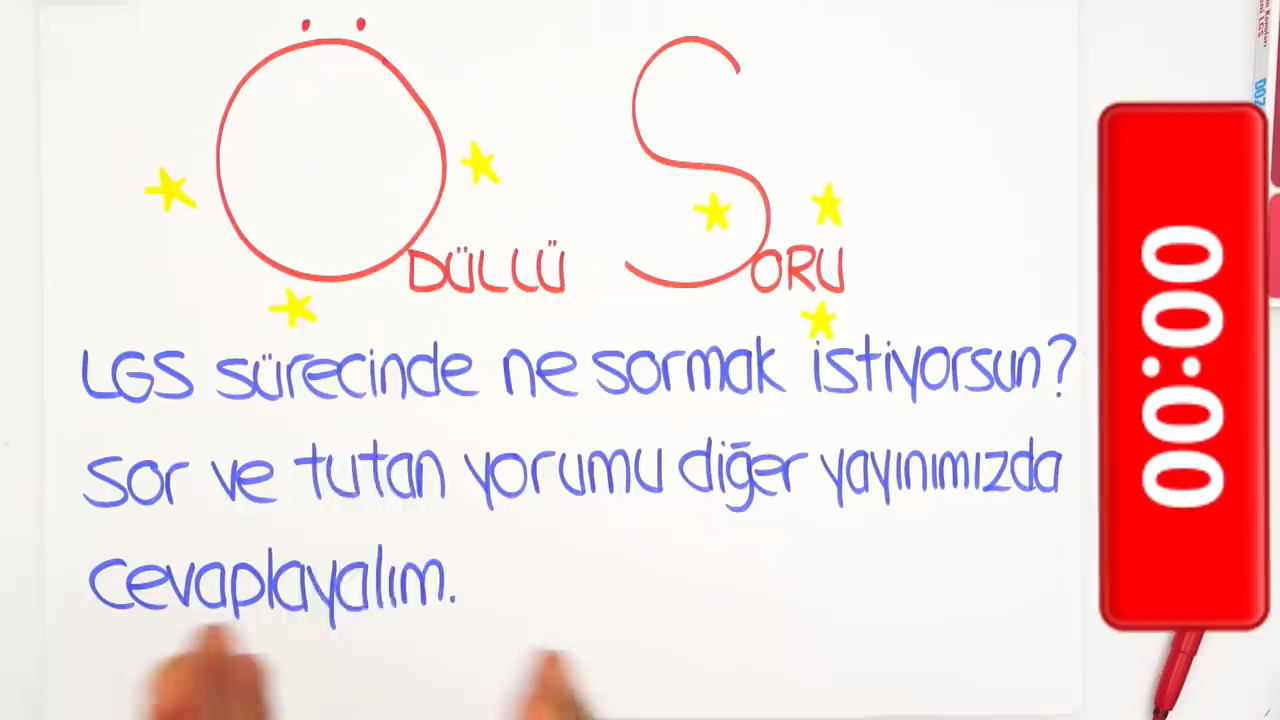 ÖDÜLLÜ SORU
LGS sürecinde ne sormak istiyorsun?
sor ve tutan yorumu diğer yayınımızda
cevaplayalım.
00:00